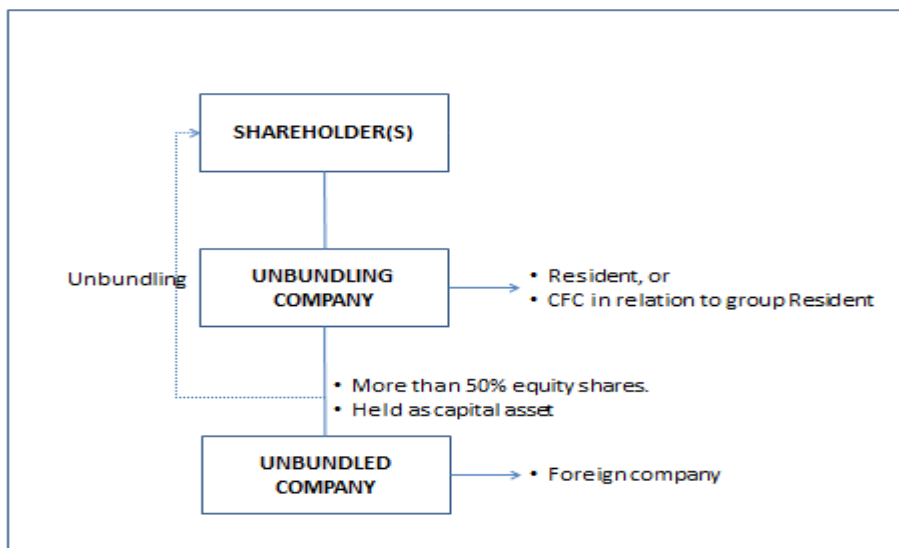 SHAREHOLDER(S)
Unbundling
UNBUNDLING
COMPANY
• Resident, or
• CFC in relation to group Resident
• More than 50% equity shares.
• Held as capital asset
UNBUNDLED
COMPANY
• Foreign company